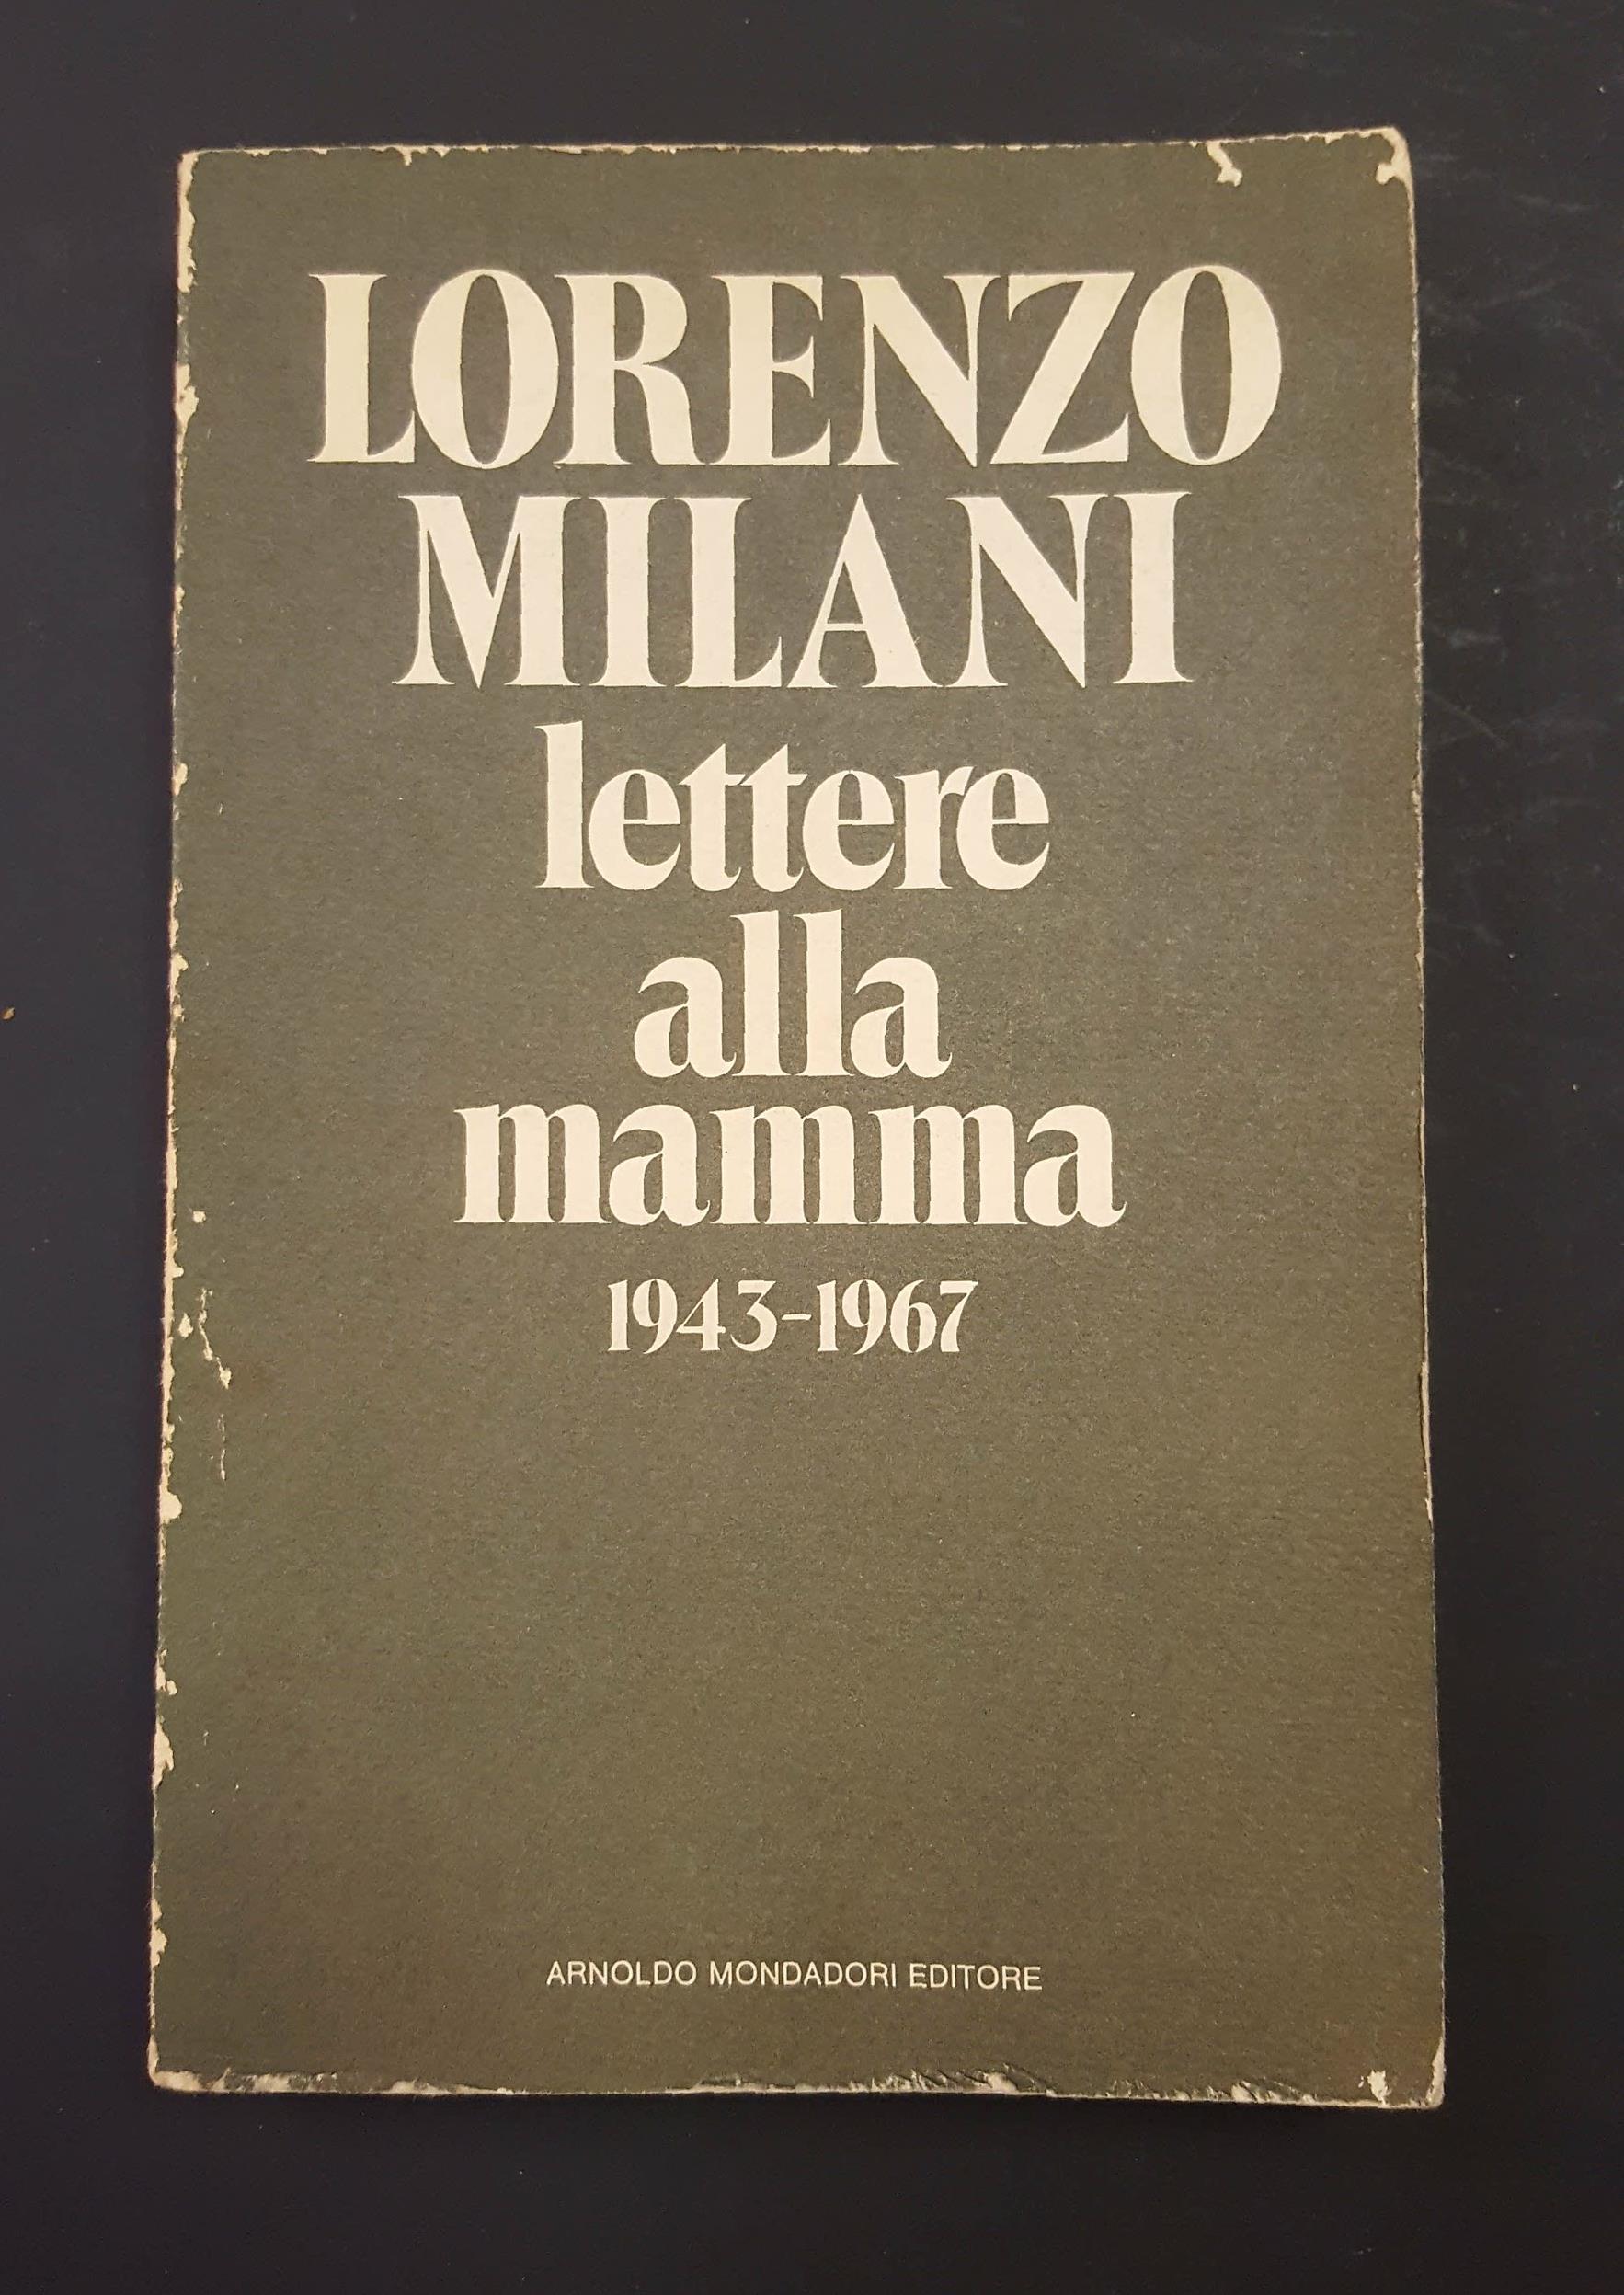 LORENZO
MILANI
lettere
alla
mamma
1943-1967
ARNOLDO MONDADORI EDITORE